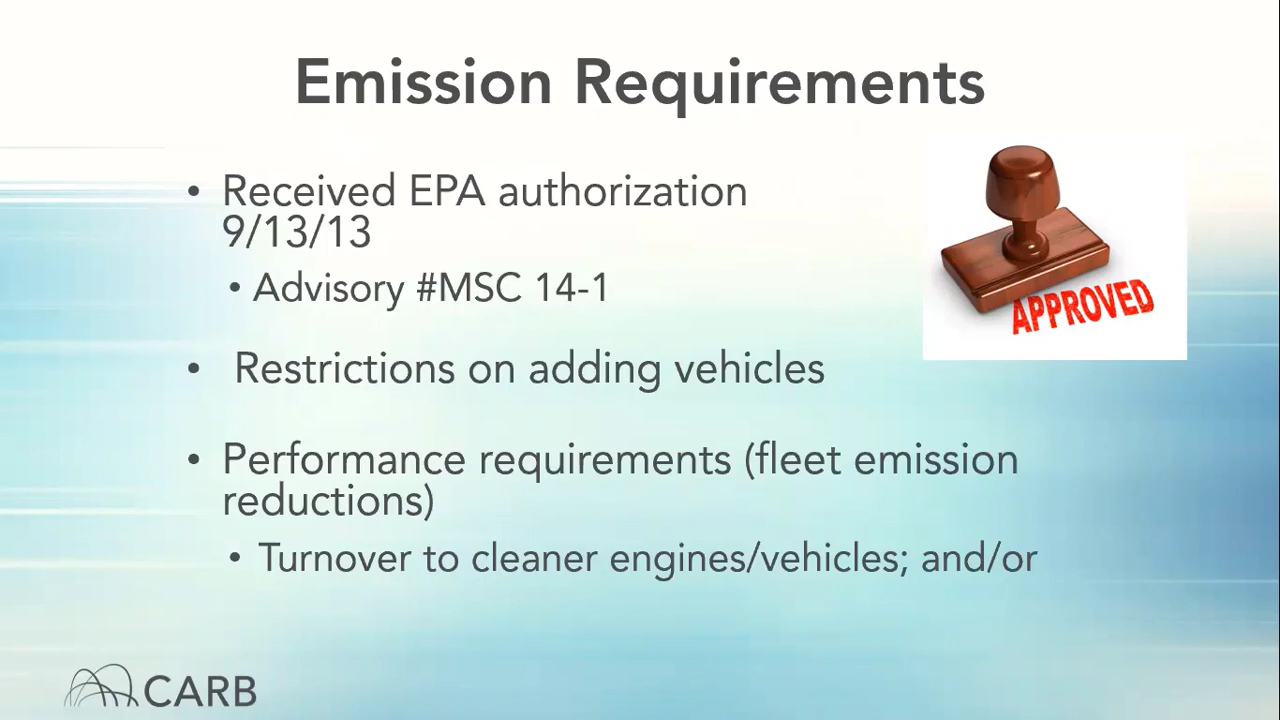 Emission Requirements
• Received EPA authorization
9/13/13
• Advisory #MSC 14-1
APPROVED
• Restrictions on adding vehicles
• Performance requirements (fleet emission
reductions)
• Turnover to cleaner engines/vehicles; and/or
CARB